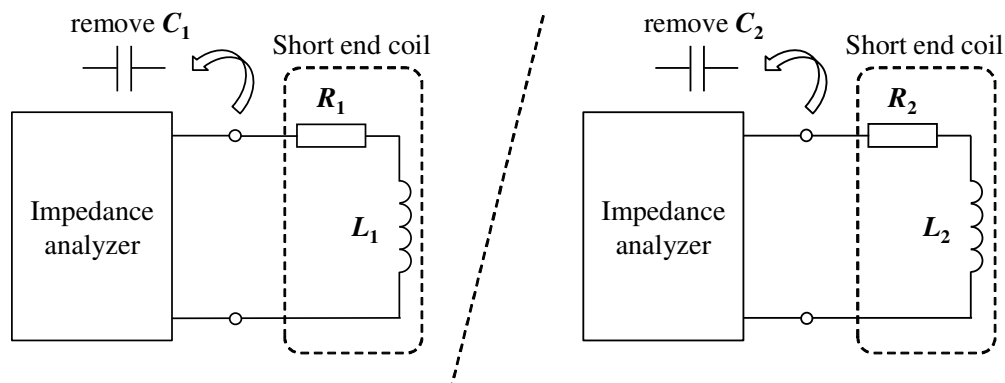 remove C1
Short end coil
R1
Impedance
analyzer
L1
remove C2
Short end coil
R2
Impedance
analyzer
L2